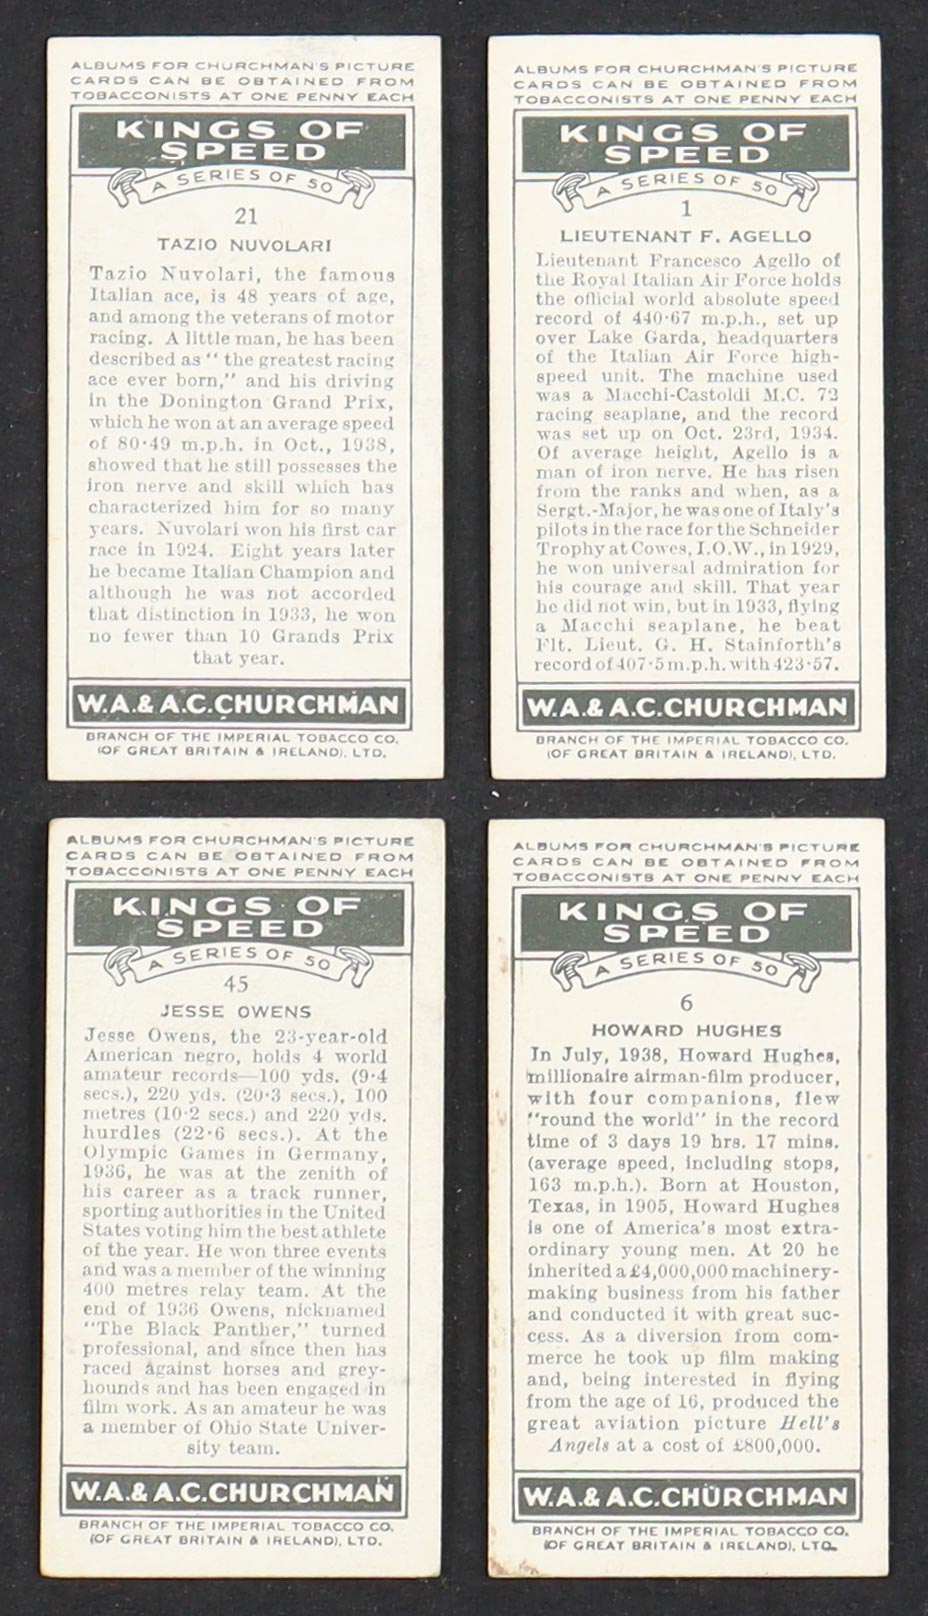 ALBUMS FOR CHURCHMAN'S PICTURE
CARDS CAN BE OBTAINED FROM
TOBACCONISTS AT ONE PENNY EACH
KINGS OF
SPEED
A SERIES OF 50
21
TAZIO NUVOLARI
Tazio Nuvolari, the famous
Italian ace, is 48 years of age,
and among the veterans of motor
racing. A little man, he has been
described as "the greatest racing
ace ever born," and his driving
in the Donington Grand Prix,
which he won at an average speed
of 80·49 m.p.h. in Oct., 1938,
showed that he still possesses the
iron nerve and skill which has
characterized him for so many
years. Nuvolari won his first car
race in 1924. Eight years later
he became Italian Champion and
although he was not accorded
that distinction in 1933, he won
no fewer than 10 Grands Prix
that year.
W.A.& A.C.CHURCHMAN
BRANCH OF THE IMPERIAL TOBACCO CO.
(OF GREAT BRITAIN & IRELAND), LTD.
ALBUMS FOR CHURCHMAN'S PICTURE
CARDS CAN BE OBTAINED FROM
TOBACCONISTS AT ONE PENNY EACH
KINGS OF
SPEED
A SERIES OF 50
1
LIEUTENANT F. AGELLO
Lieutenant Francesco Agello of
the Royal Italian Air Force holds
the official world absolute speed
record of 440·67 m.p.h., set up
over Lake Garda, headquarters
of the Italian Air Force high-
speed unit. The machine used
was a Macchi-Castoldi M.C. 72
racing seaplane, and the record
was set up on Oct. 23rd, 1934.
Of average height, Agello is a
man of iron nerve. He has risen
from the ranks and when, as a
Sergt.-Major, he was one of Italy's
pilots in the race for the Schneider
Trophy at Cowes, I.O.W., in 1929,
he won universal admiration for
his courage and skill. That year
he did not win, but in 1933, flying
a Macchi seaplane, he beat
Flt. Lieut. G. H. Stainforth's
record of 407·5 m.p.h. with 423·57.
W.A.& A.C.CHURCHMAN
BRANCH OF THE IMPERIAL TOBACCO CO.
(OF GREAT BRITAIN & IRELAND), LTD.
ALBUMS FOR CHURCHMAN'S PICTURE
CARDS CAN BE OBTAINED FROM
TOBACCONISTS AT ONE PENNY EACH
KINGS OF
SPEED
A SERIES OF 50
45
JESSE OWENS
Jesse Owens, the 23-year-old
American negro, holds 4 world
amateur records—100 yds. (9·4
secs.), 220 yds. (20·3 secs.), 100
metres (10·2 secs.) and 220 yds.
hurdles (22·6 secs.). At the
Olympic Games in Germany,
1936, he was at the zenith of
his career as a track runner,
sporting authorities in the United
States voting him the best athlete
of the year. He won three events
and was a member of the winning
400 metres relay team. At the
end of 1936 Owens, nicknamed
"The Black Panther," turned
professional, and since then has
raced against horses and grey-
hounds and has been engaged in
film work. As an amateur he was
a member of Ohio State Univer-
sity team.
W.A.& A.C.CHURCHMAN
BRANCH OF THE IMPERIAL TOBACCO CO.
(OF GREAT BRITAIN & IRELAND), LTD.
ALBUMS FOR CHURCHMAN'S PICTURE
CARDS CAN BE OBTAINED FROM
TOBACCONISTS AT ONE PENNY EACH
KINGS OF
SPEED
A SERIES OF 50
6
HOWARD HUGHES
In July, 1938, Howard Hughes,
millionaire airman-film producer,
with four companions, flew
"round the world" in the record
time of 3 days 19 hrs. 17 mins.
(average speed, including stops,
163 m.p.h.). Born at Houston,
Texas, in 1905, Howard Hughes
is one of America's most extra-
ordinary young men. At 20 he
inherited a £4,000,000 machinery-
making business from his father
and conducted it with great suc-
cess. As a diversion from com-
merce he took up film making
and, being interested in flying
from the age of 16, produced the
great aviation picture Hell's
Angels at a cost of £800,000.
W.A.& A.C.CHURCHMAN
BRANCH OF THE IMPERIAL TOBACCO CO.
(OF GREAT BRITAIN & IRELAND), LTD.